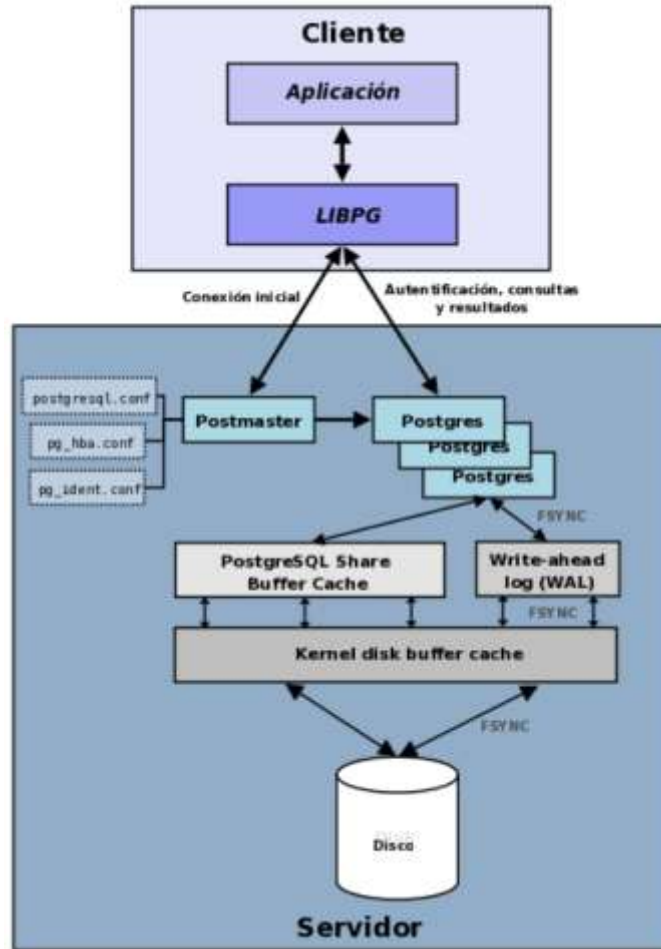 Cliente
Aplicación
LIBPG
Conexión inicial
Autentificación, consultas
y resultados
postgresql.conf
pg_hba.conf
pg_ident.conf
Postmaster
Postgres
Postgres
Postgres
FSYNC
PostgreSQL Share
Buffer Cache
Write-ahead
log (WAL)
FSYNC
Kernel disk buffer cache
FSYNC
Disco
Servidor